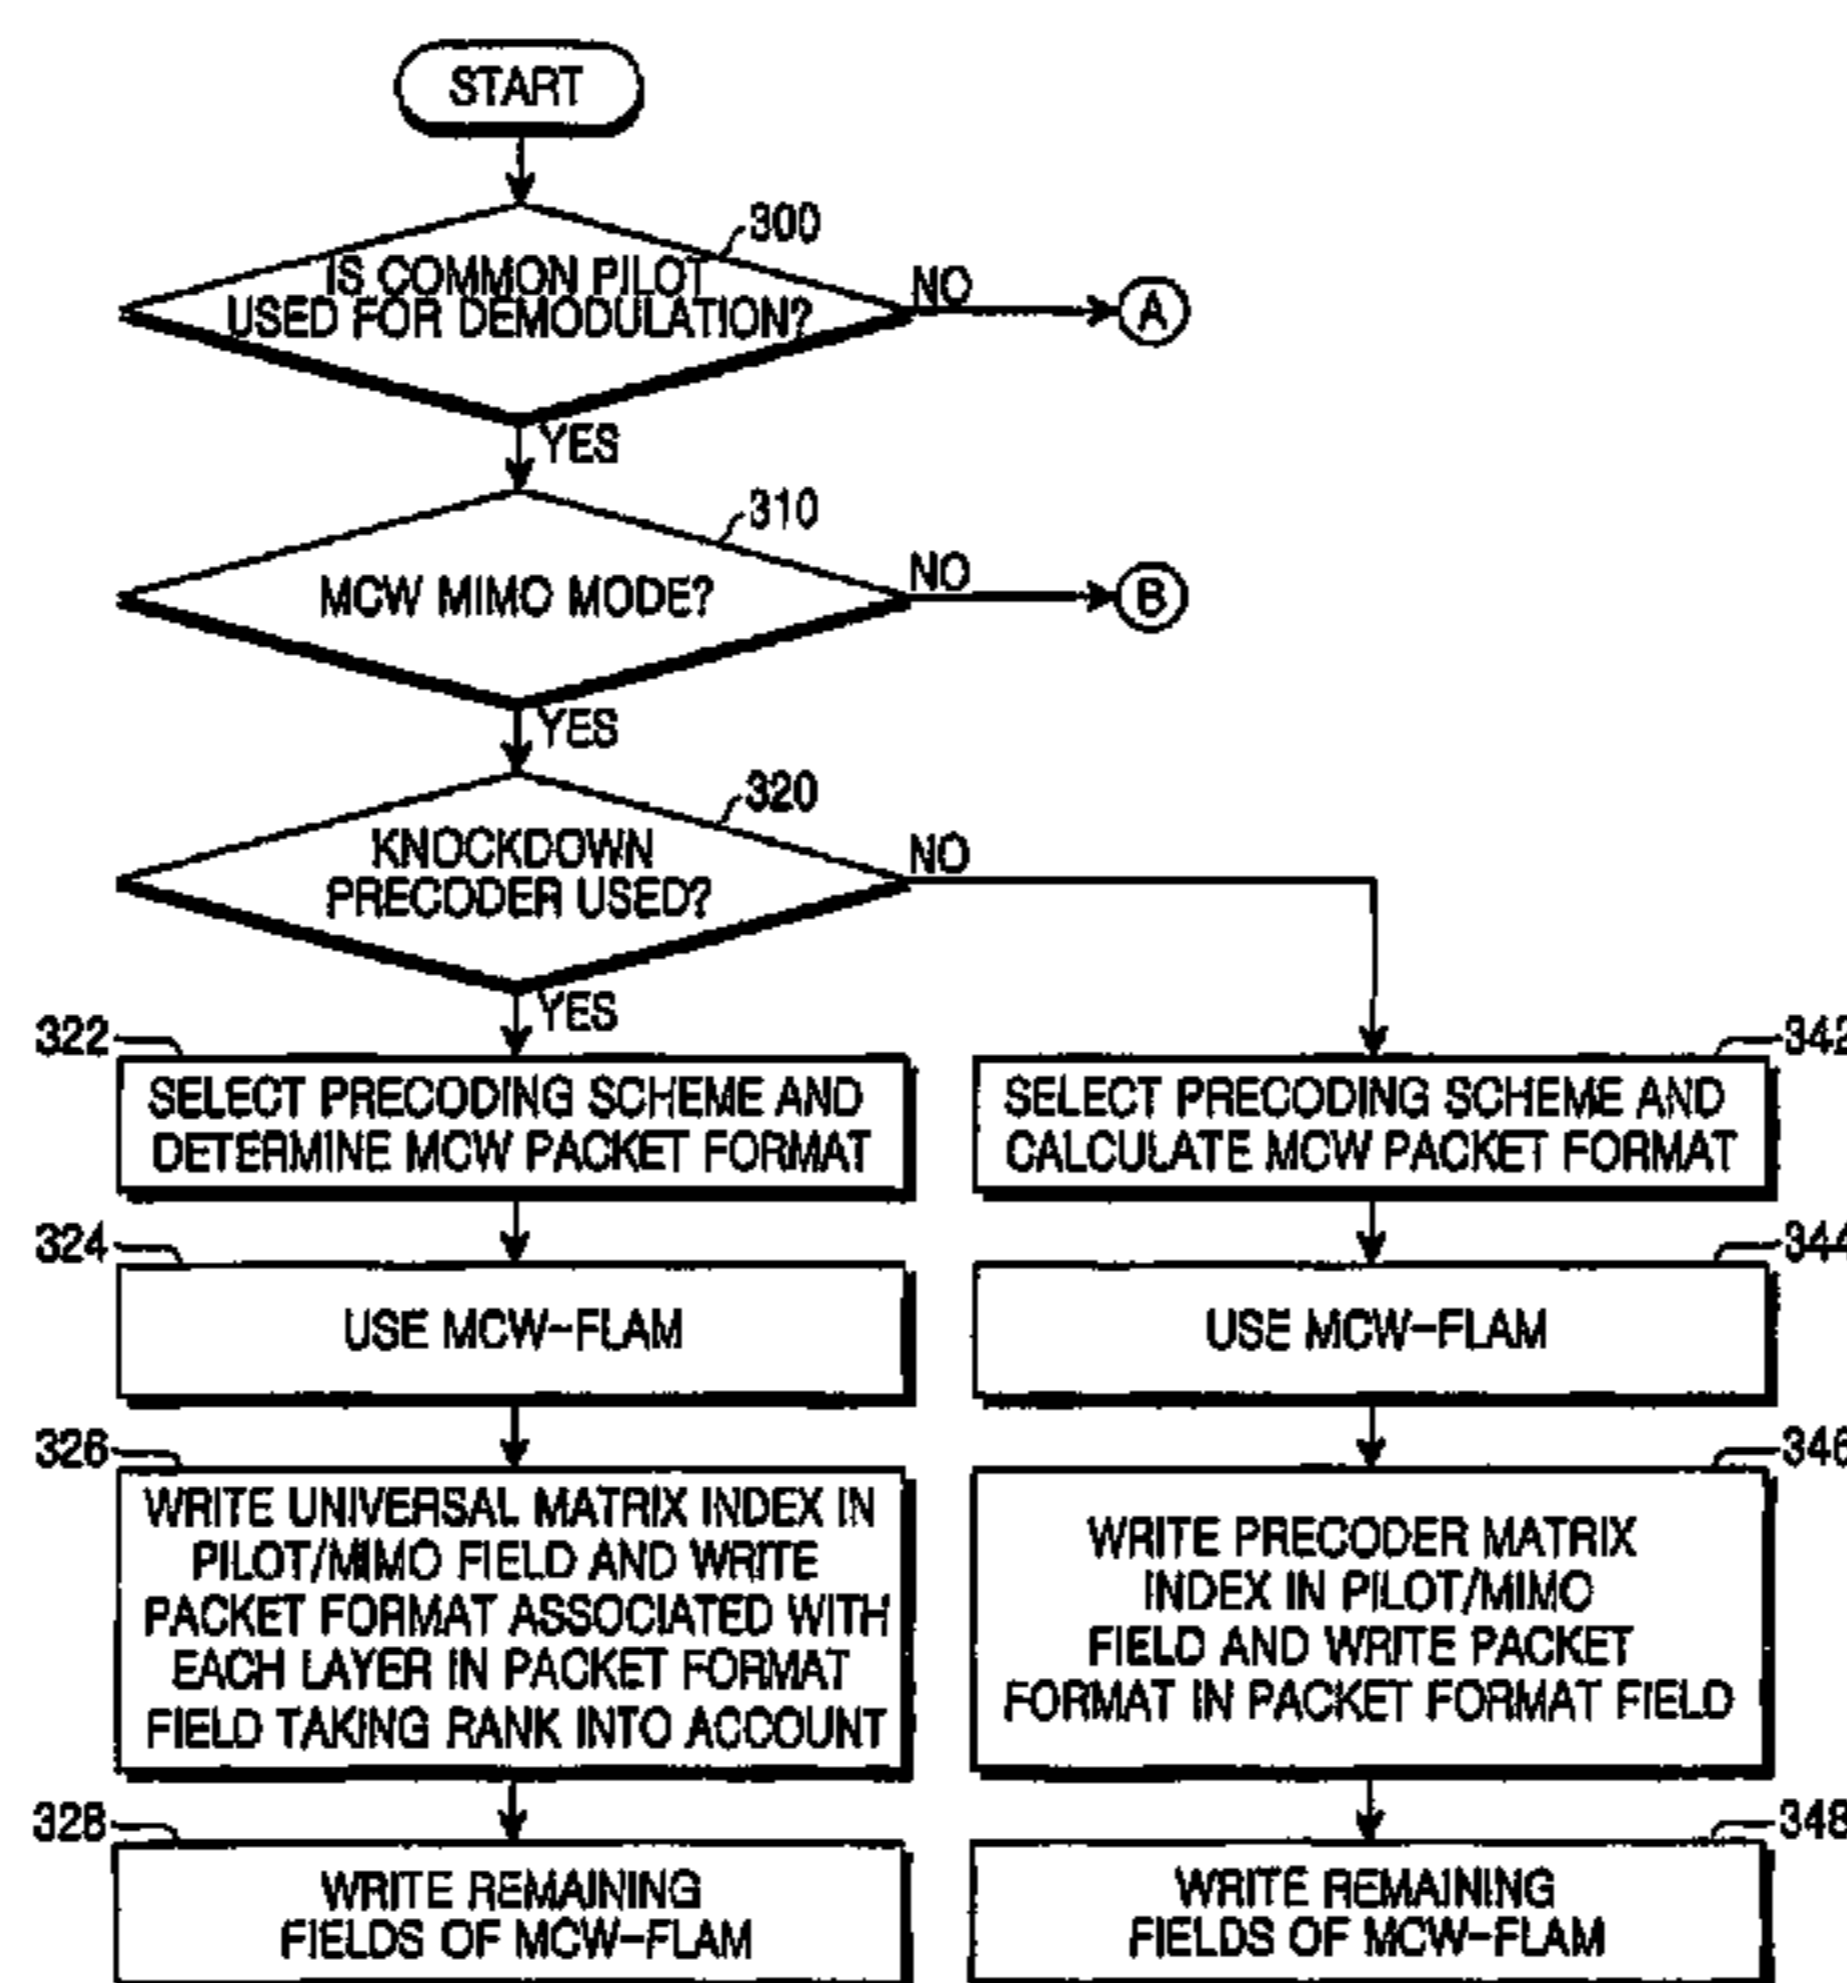 START
300
IS COMMON PILOT
USED FOR DEMODULATION?
NO
A
YES
310
MCW MIMO MODE?
NO
B
YES
320
KNOCKDOWN
PRECODER USED?
NO
YES
322
SELECT PRECODING SCHEME AND
DETERMINE MCW PACKET FORMAT
342
SELECT PRECODING SCHEME AND
CALCULATE MCW PACKET FORMAT
324
USE MCW-FLAM
344
USE MCW-FLAM
326
WRITE UNIVERSAL MATRIX INDEX IN
PILOT/MIMO FIELD AND WRITE
PACKET FORMAT ASSOCIATED WITH
EACH LAYER IN PACKET FORMAT
FIELD TAKING RANK INTO ACCOUNT
346
WRITE PRECODER MATRIX
INDEX IN PILOT/MIMO
FIELD AND WRITE PACKET
FORMAT IN PACKET FORMAT FIELD
328
WRITE REMAINING
FIELDS OF MCW-FLAM
348
WRITE REMAINING
FIELDS OF MCW-FLAM